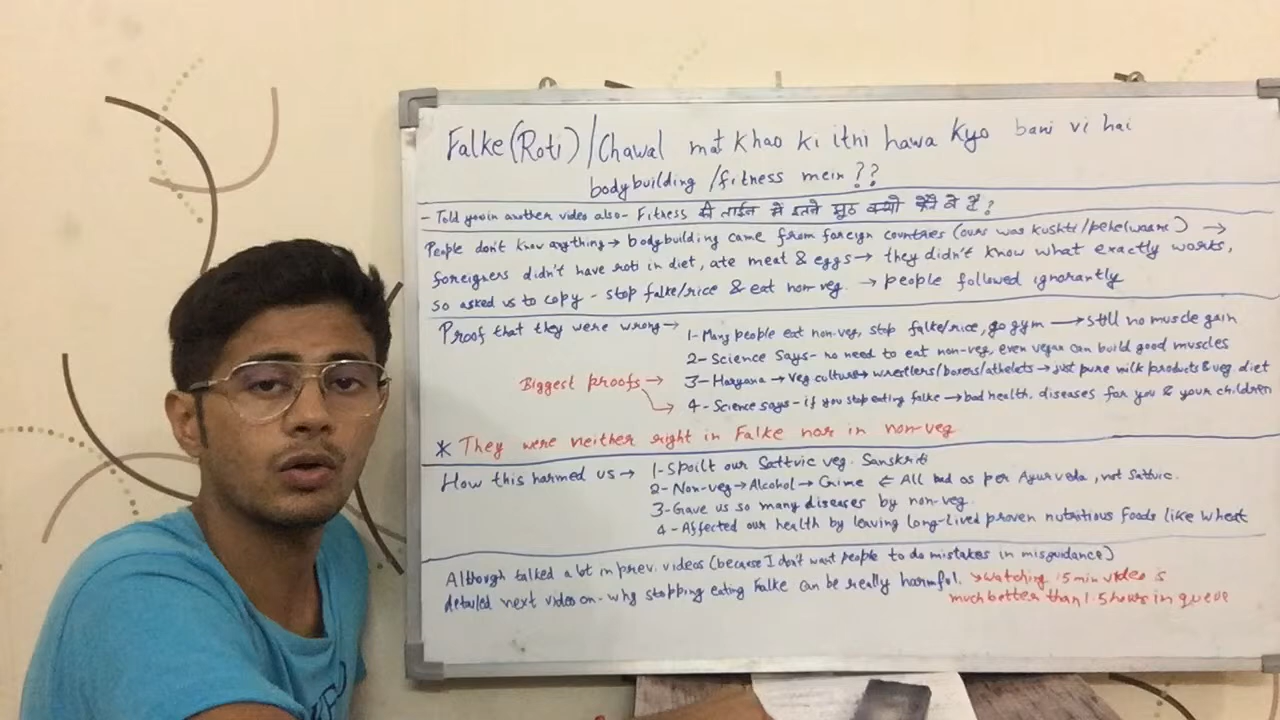 Falke(Roti)/Chawal mat Khao ki itni hawa Kyo bani vi hai
bodybuilding/fitness mein??
- Told you in another video also - Fitness की लाईन में इतने झूठ क्यों फैले वे हैं?
People don't know anything → bodybuilding came from foreign countries (ours was kushti/pehelwaani) →
foreigners didn't have roti in diet, ate meat & eggs → they didn't know what exactly works,
so asked us to copy - stop falke/rice & eat non-veg. → people followed ignorantly
Proof that they were wrong → 1- Many people eat non-veg, stop falke/rice, go gym → still no muscle gain
2- Science says- no need to eat non-veg, even vegan can build good muscles
Biggest proofs → 3- Haryana → veg culture → wrestlers/boxers/athelets → just pure milk products & veg diet
4- Science says - if you stop eating falke → bad health, diseases for you & your children
* They were neither right in Falke nor in non-veg
How this harmed us → 1- Spoilt our Sattvic veg. Sanskriti
2- Non-veg → Alcohol → Crime ← All bad as per Ayurveda, not Sattvic.
3- Gave us so many diseases by non-veg.
4- Affected our health by leaving long-lived proven nutritious foods like wheat
Although talked a lot in prev. videos (because I don't want people to do mistakes in misguidance)
detailed next video on - why stopping eating Falke can be really harmful. → watching 15 min video is
much better than 1.5 hours in queue